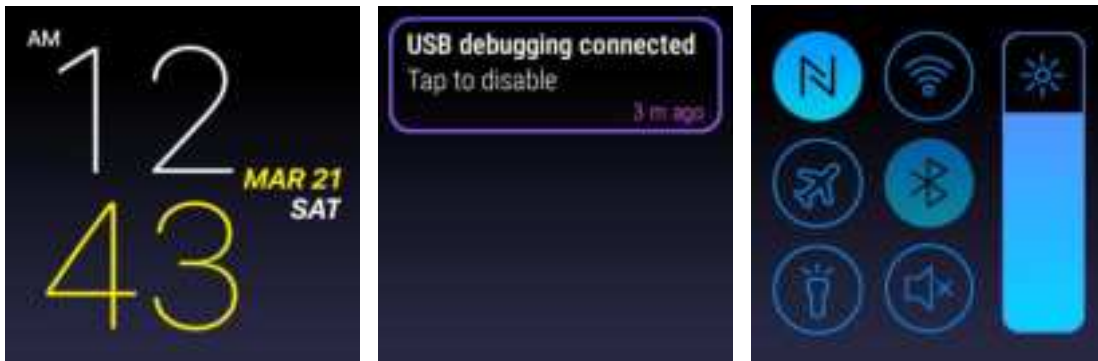 AM
12
43
MAR 21
SAT
USB debugging connected
Tap to disable
3 m ago